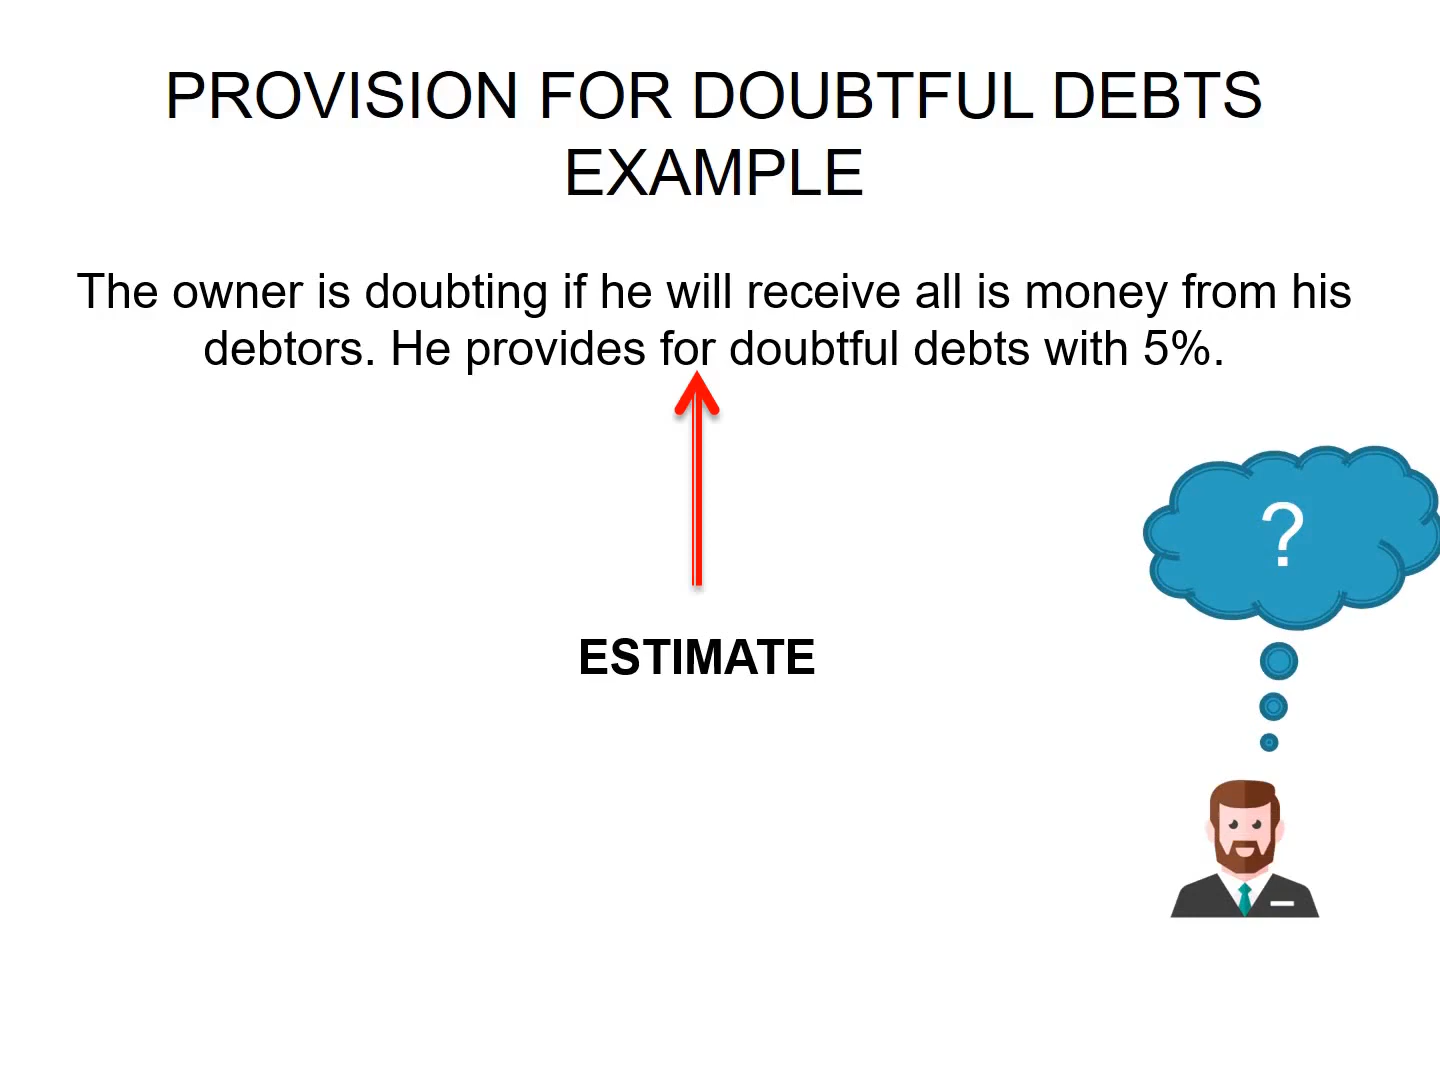 PROVISION FOR DOUBTFUL DEBTS
EXAMPLE
The owner is doubting if he will receive all is money from his
debtors. He provides for doubtful debts with 5%.
?
ESTIMATE